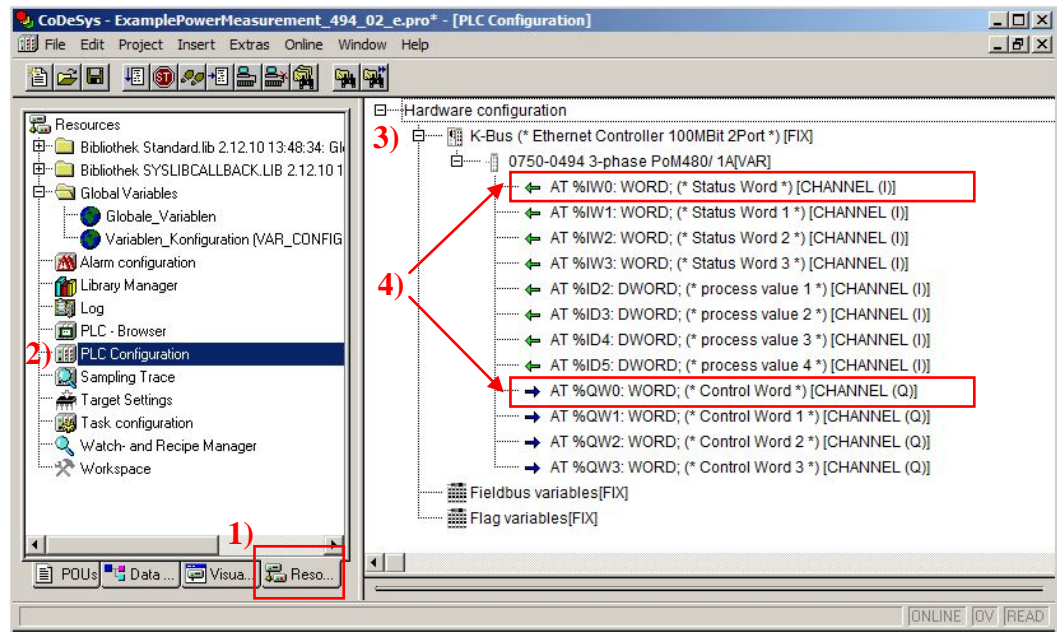 CoDeSys - ExamplePowerMeasurement_494_02_e.pro* - [PLC Configuration]
File Edit Project Insert Extras Online Window Help
Resources
Bibliothek Standard.lib 2.12.10 13:48:34: Gl
Bibliothek SYSLIBCALLBACK.LIB 2.12.10 1
Global Variables
Globale_Variablen
Variablen_Konfiguration (VAR_CONFIG
Alarm configuration
Library Manager
Log
PLC - Browser
2) PLC Configuration
Sampling Trace
Target Settings
Task configuration
Watch- and Recipe Manager
Workspace
1)
POUs Data ... Visua... Reso...
Hardware configuration
3) K-Bus (* Ethernet Controller 100MBit 2Port *) [FIX]
0750-0494 3-phase PoM480/ 1A[VAR]
AT %IW0: WORD; (* Status Word *) [CHANNEL (I)]
AT %IW1: WORD; (* Status Word 1 *) [CHANNEL (I)]
AT %IW2: WORD; (* Status Word 2 *) [CHANNEL (I)]
AT %IW3: WORD; (* Status Word 3 *) [CHANNEL (I)]
4) AT %ID2: DWORD; (* process value 1 *) [CHANNEL (I)]
AT %ID3: DWORD; (* process value 2 *) [CHANNEL (I)]
AT %ID4: DWORD; (* process value 3 *) [CHANNEL (I)]
AT %ID5: DWORD; (* process value 4 *) [CHANNEL (I)]
AT %QW0: WORD; (* Control Word *) [CHANNEL (Q)]
AT %QW1: WORD; (* Control Word 1 *) [CHANNEL (Q)]
AT %QW2: WORD; (* Control Word 2 *) [CHANNEL (Q)]
AT %QW3: WORD; (* Control Word 3 *) [CHANNEL (Q)]
Fieldbus variables[FIX]
Flag variables[FIX]
ONLINE OV READ